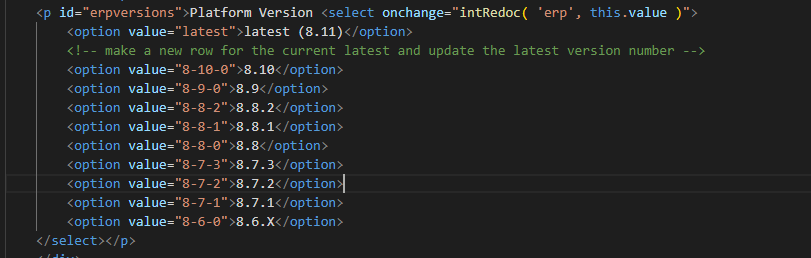 <p id="erpversions">Platform Version <select onchange="intRedoc( 'erp', this.value )">
<option value="latest">latest (8.11)</option>
<!-- make a new row for the current latest and update the latest version number -->
<option value="8-10-0">8.10</option>
<option value="8-9-0">8.9</option>
<option value="8-8-2">8.8.2</option>
<option value="8-8-1">8.8.1</option>
<option value="8-8-0">8.8</option>
<option value="8-7-3">8.7.3</option>
<option value="8-7-2">8.7.2</option>
<option value="8-7-1">8.7.1</option>
<option value="8-6-0">8.6.X</option>
</select></p>
</div>